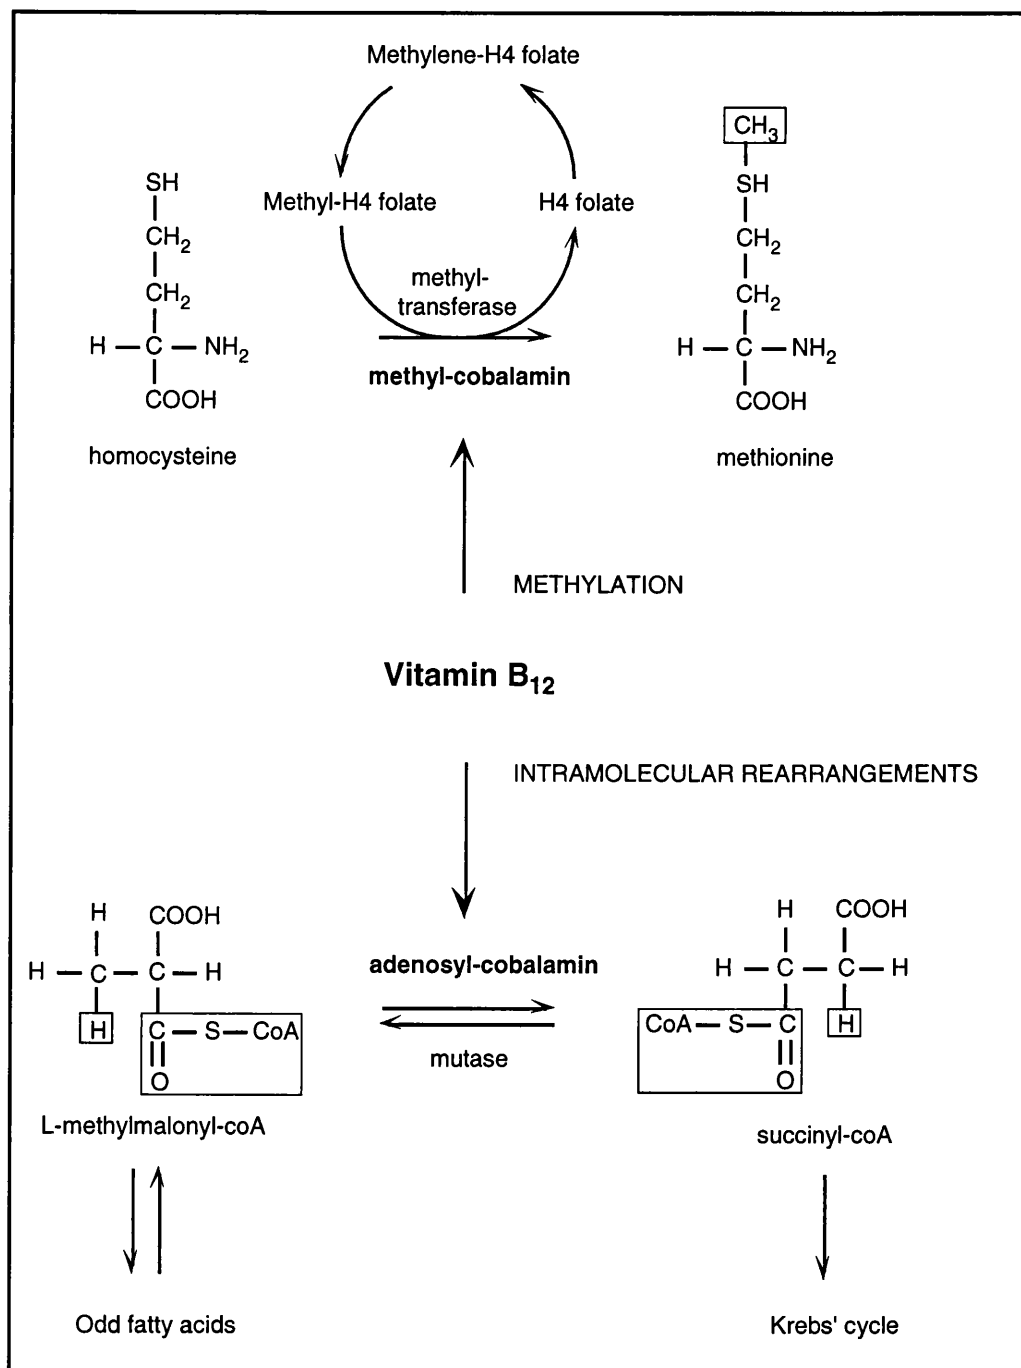 Methylene-H4 folate
CH3
SH
SH
Methyl-H4 folate
H4 folate
CH2
CH2
methyl-
transferase
CH2
CH2
H — C — NH2
H — C — NH2
methyl-cobalamin
COOH
COOH
homocysteine
methionine
METHYLATION
Vitamin B12
INTRAMOLECULAR REARRANGEMENTS
H
COOH
H
COOH
H — C — C — H
adenosyl-cobalamin
H — C — C — H
H
C — S — CoA
CoA — S — C
H
O
mutase
O
L-methylmalonyl-coA
succinyl-coA
Odd fatty acids
Krebs' cycle